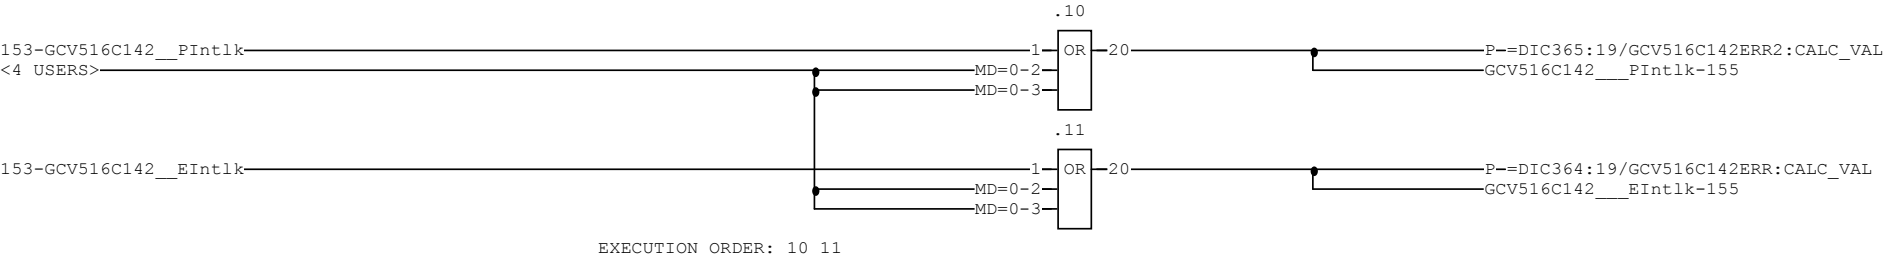 .10
153-GCV516C142__PIntlk 1 OR 20 P-=DIC365:19/GCV516C142ERR2:CALC_VAL
<4 USERS> MD=0-2 GCV516C142___PIntlk-155
MD=0-3
.11
153-GCV516C142__EIntlk 1 OR 20 P-=DIC364:19/GCV516C142ERR:CALC_VAL
MD=0-2 GCV516C142___EIntlk-155
MD=0-3
EXECUTION ORDER: 10 11